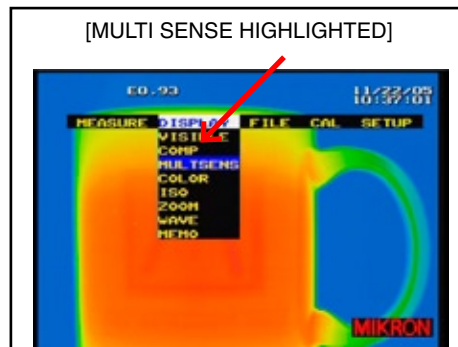 [MULTI SENSE HIGHLIGHTED]
E0.93 11/22/05
10:37:01
MEASURE DISPLAY FILE CAL SETUP
VISIBLE
COMP
MULTSENS
COLOR
ISO
ZOOM
WAVE
MEMO
MIKRON